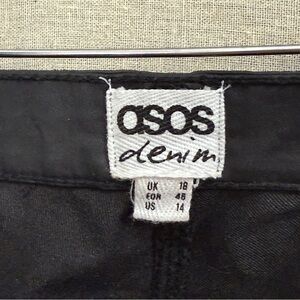 asos
denim
UK 18
EUR 46
US 14